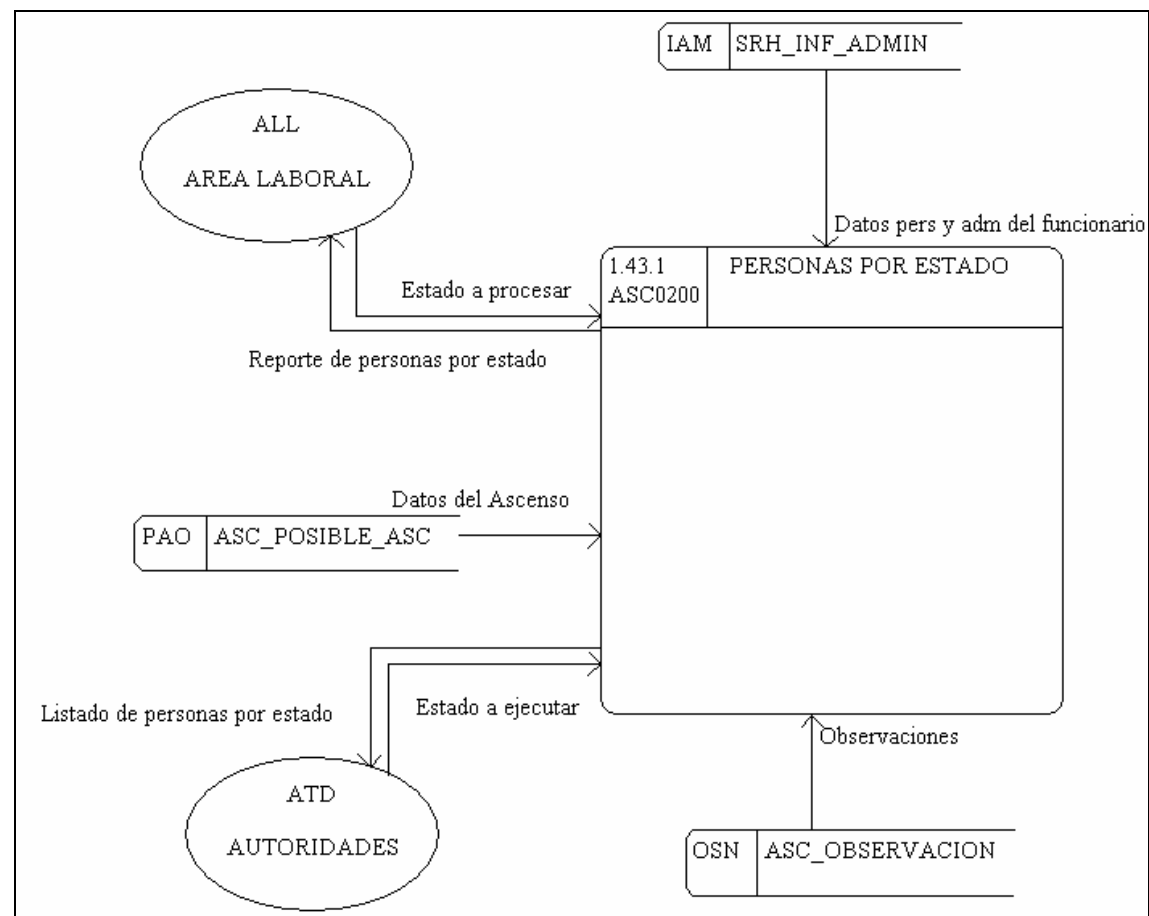 IAM SRH_INF_ADMIN
ALL
AREA LABORAL
Datos pers y adm del funcionario
1.43.1 PERSONAS POR ESTADO
ASC0200
Estado a procesar
Reporte de personas por estado
Datos del Ascenso
PAO ASC_POSIBLE_ASC
Listado de personas por estado
Estado a ejecutar
Observaciones
ATD
AUTORIDADES
OSN ASC_OBSERVACION